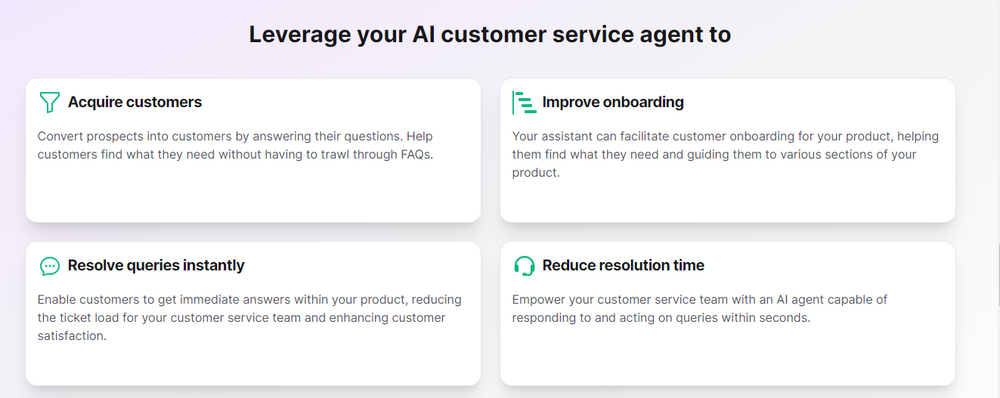 Leverage your AI customer service agent to
Acquire customers
Convert prospects into customers by answering their questions. Help
customers find what they need without having to trawl through FAQs.
Improve onboarding
Your assistant can facilitate customer onboarding for your product, helping
them find what they need and guiding them to various sections of your
product.
Resolve queries instantly
Enable customers to get immediate answers within your product, reducing
the ticket load for your customer service team and enhancing customer
satisfaction.
Reduce resolution time
Empower your customer service team with an AI agent capable of
responding to and acting on queries within seconds.